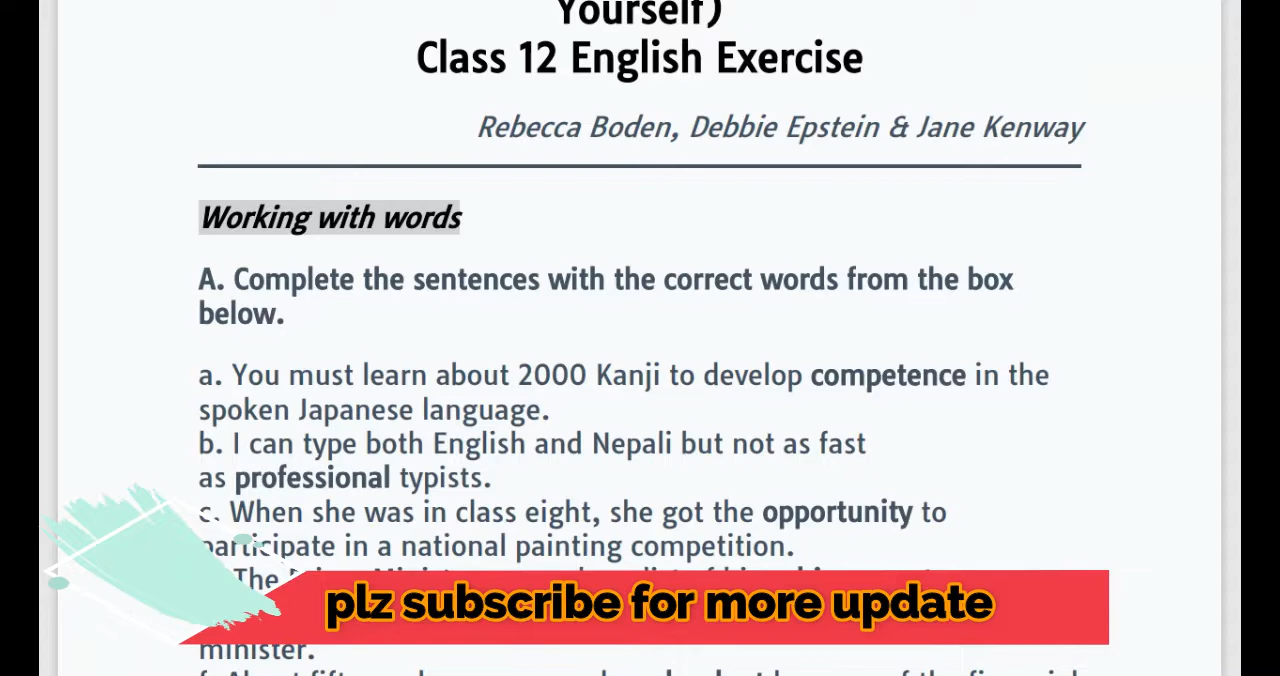 Yourself)
Class 12 English Exercise
Rebecca Boden, Debbie Epstein & Jane Kenway
Working with words
A. Complete the sentences with the correct words from the box
below.
a. You must learn about 2000 Kanji to develop competence in the
spoken Japanese language.
b. I can type both English and Nepali but not as fast
as professional typists.
c. When she was in class eight, she got the opportunity to
participate in a national painting competition.
The
plz subscribe for more update
minister.